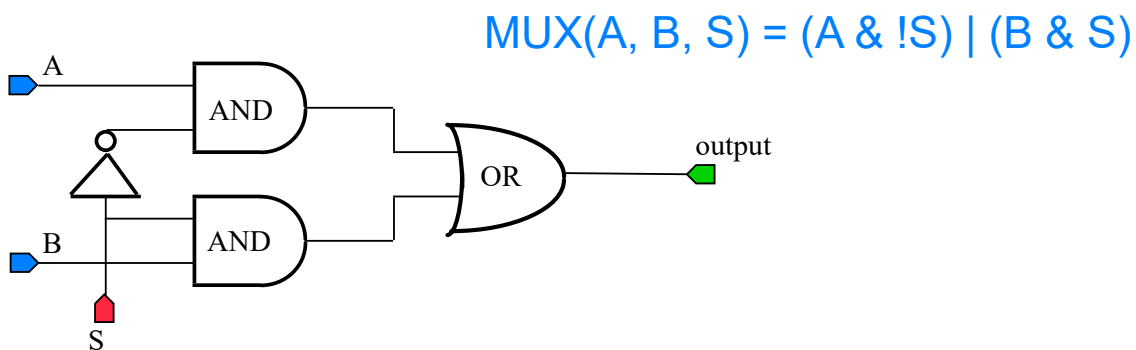 MUX(A, B, S) = (A & !S) | (B & S)
A
AND
output
OR
B
AND
S